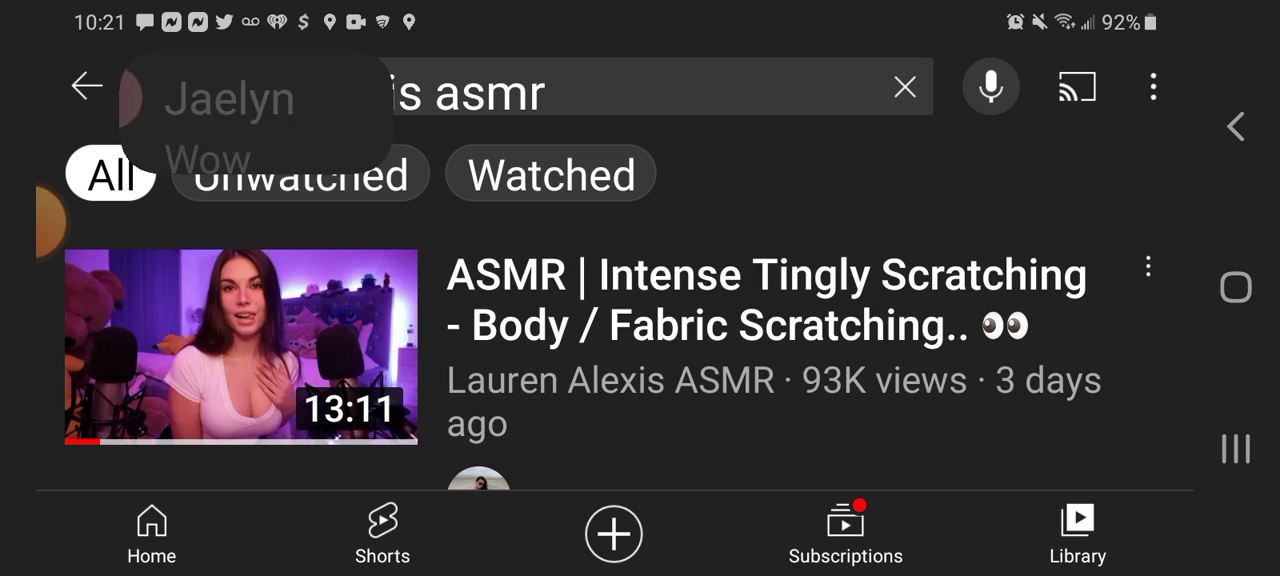 10:21
92%
Jaelyn
is asmr
Wow
All
Unwatched
Watched
ASMR | Intense Tingly Scratching
- Body / Fabric Scratching.. 👀
13:11
Lauren Alexis ASMR · 93K views · 3 days
ago
Home
Shorts
Subscriptions
Library